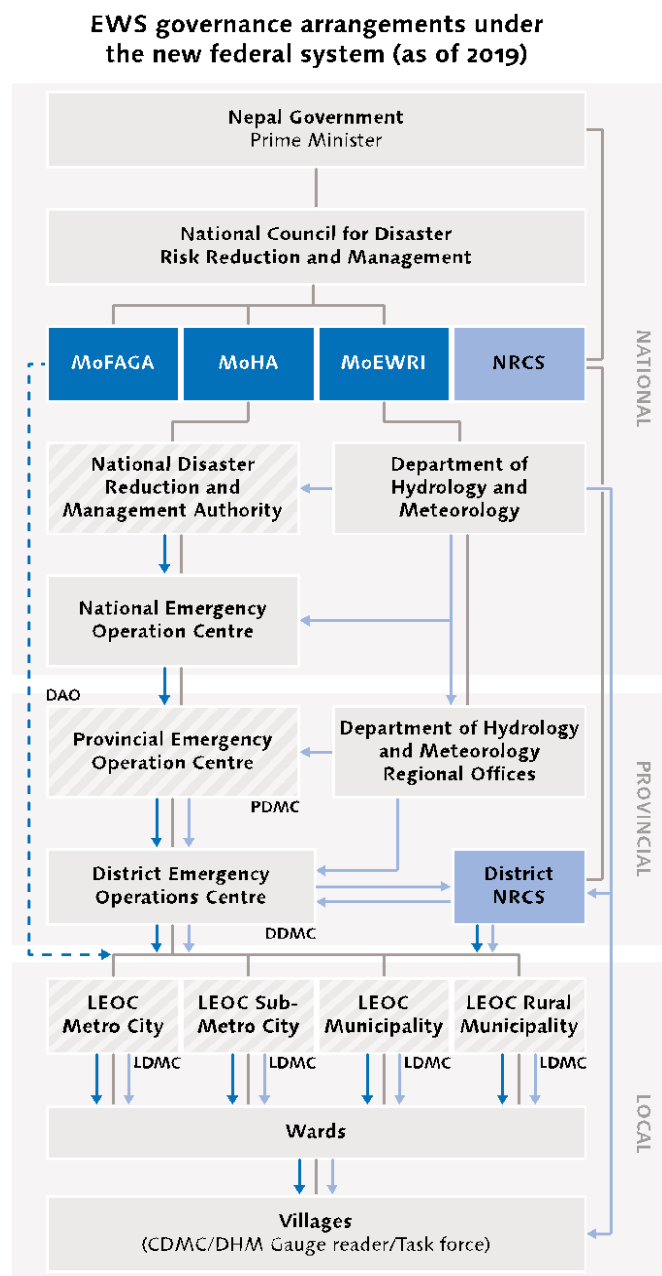 EWS governance arrangements under
the new federal system (as of 2019)
Nepal Government
Prime Minister
National Council for Disaster
Risk Reduction and Management
MoFAGA
MoHA
MoEWRI
NRCS
NATIONAL
National Disaster
Reduction and
Management Authority
Department of
Hydrology and
Meteorology
National Emergency
Operation Centre
DAO
Provincial Emergency
Operation Centre
Department of Hydrology
and Meteorology
Regional Offices
PROVINCIAL
PDMC
District Emergency
Operations Centre
District
NRCS
DDMC
LEOC
Metro City
LEOC Sub-
Metro City
LEOC
Municipality
LEOC Rural
Municipality
LDMC
LDMC
LDMC
LDMC
LOCAL
Wards
Villages
(CDMC/DHM Gauge reader/Task force)